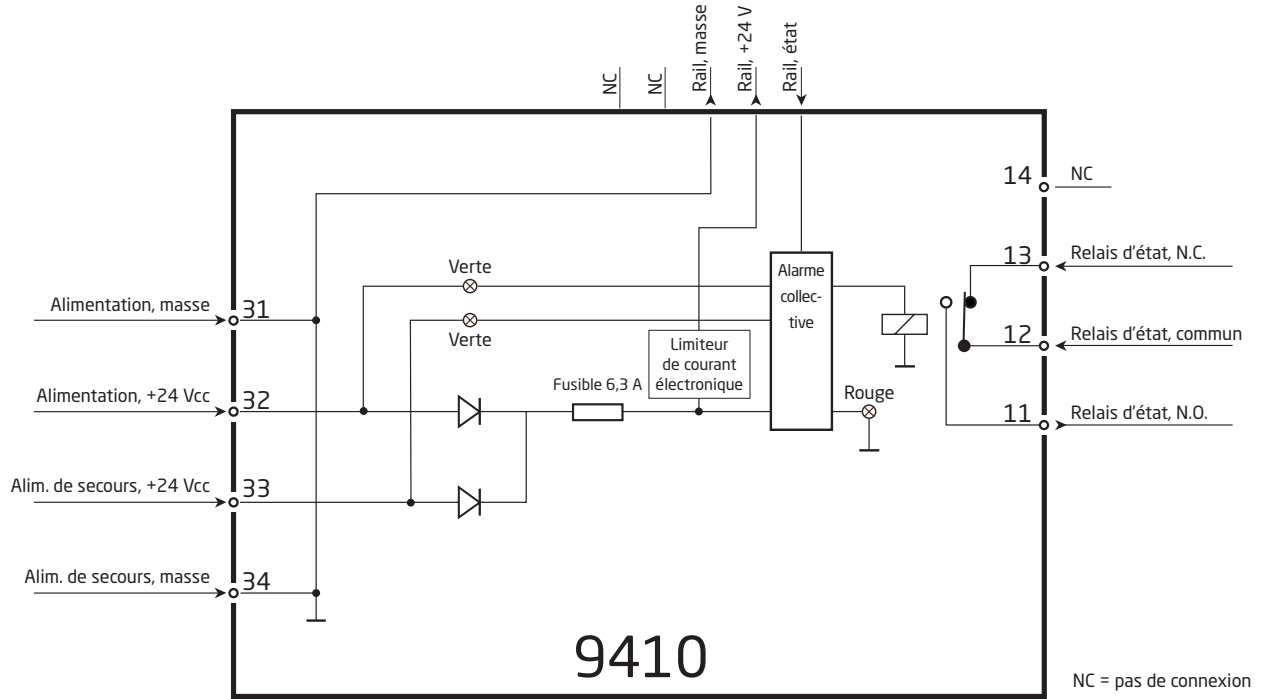 NC
NC
Rail, masse
Rail, +24 V
Rail, état
14
NC
13
Relais d'état, N.C.
Verte
Alarme
collec-
tive
Alimentation, masse
31
Verte
12
Relais d'état, commun
Limiteur
de courant
électronique
Alimentation, +24 Vcc
32
Fusible 6,3 A
Rouge
11
Relais d'état, N.O.
Alim. de secours, +24 Vcc
33
Alim. de secours, masse
34
9410
NC = pas de connexion